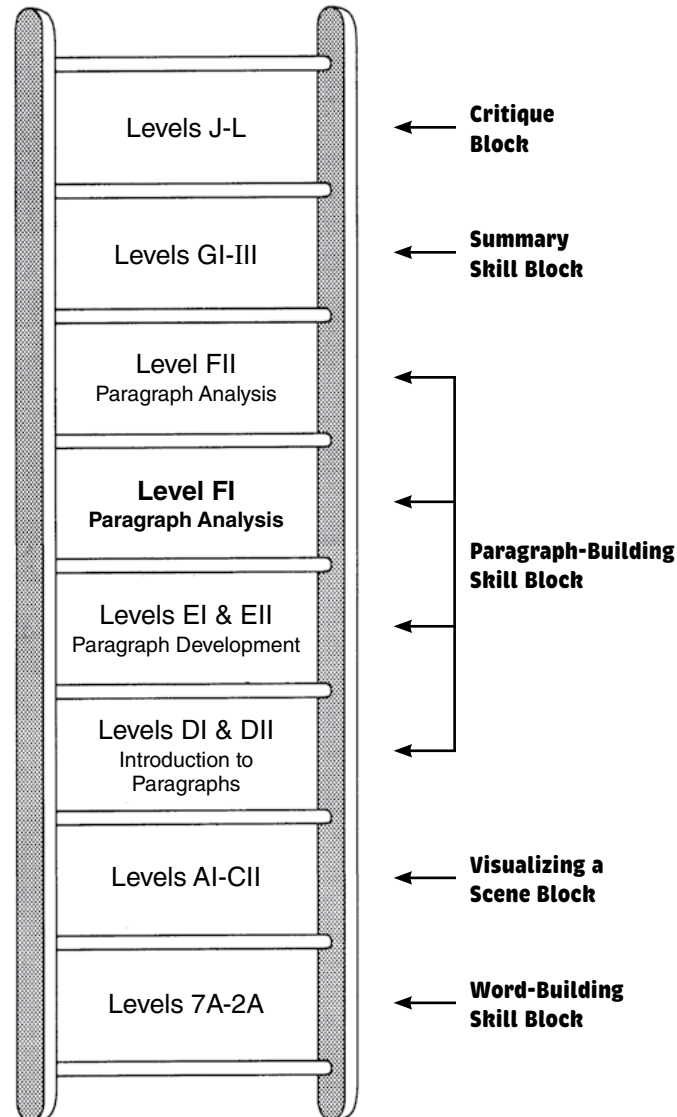 Levels J-L
Critique
Block
Levels GI-III
Summary
Skill Block
Level FII
Paragraph Analysis
Level FI
Paragraph Analysis
Paragraph-Building
Skill Block
Levels EI & EII
Paragraph Development
Levels DI & DII
Introduction to
Paragraphs
Levels AI-CII
Visualizing a
Scene Block
Levels 7A-2A
Word-Building
Skill Block